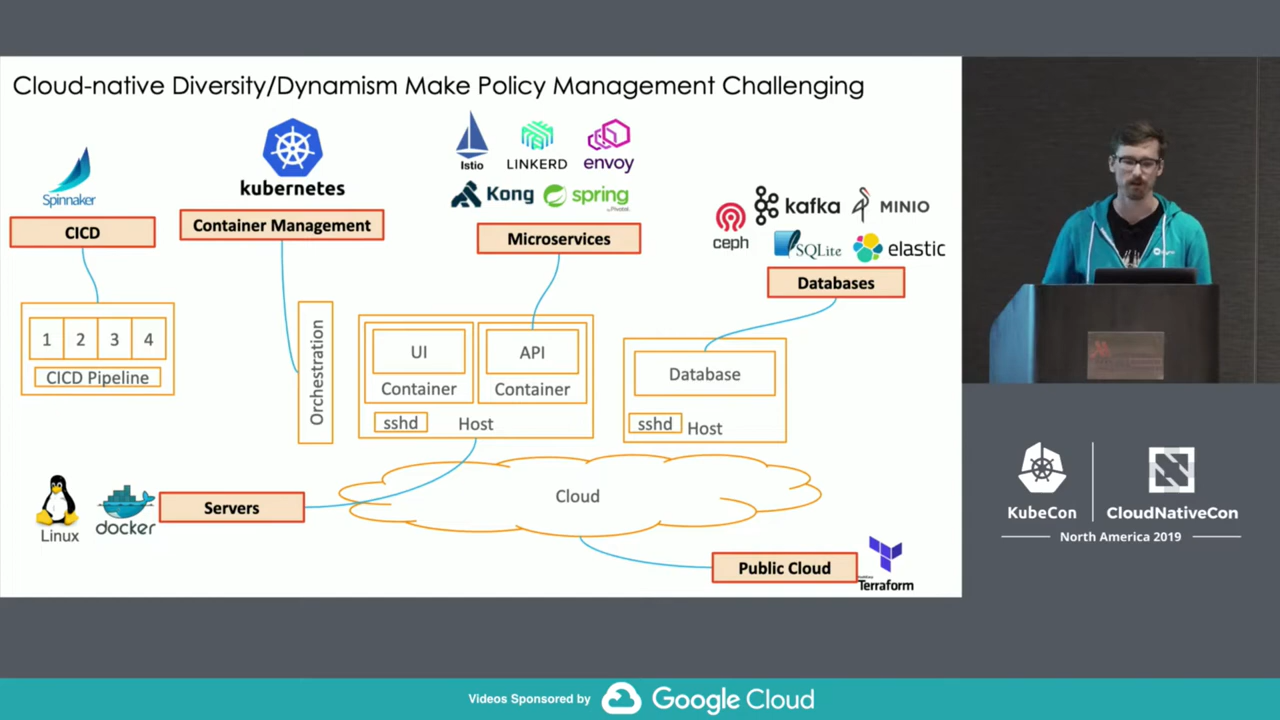 Cloud-native Diversity/Dynamism Make Policy Management Challenging
Spinnaker
CICD
kubernetes
Container Management
Istio
LINKERD
envoy
Kong
spring
Microservices
ceph
kafka
MINIO
SQLite
elastic
Databases
1 2 3 4
CICD Pipeline
Orchestration
UI
Container
API
Container
sshd
Host
Database
sshd
Host
Linux
docker
Servers
Cloud
Public Cloud
Terraform
KubeCon
CloudNativeCon
North America 2019
Videos Sponsored by
Google Cloud